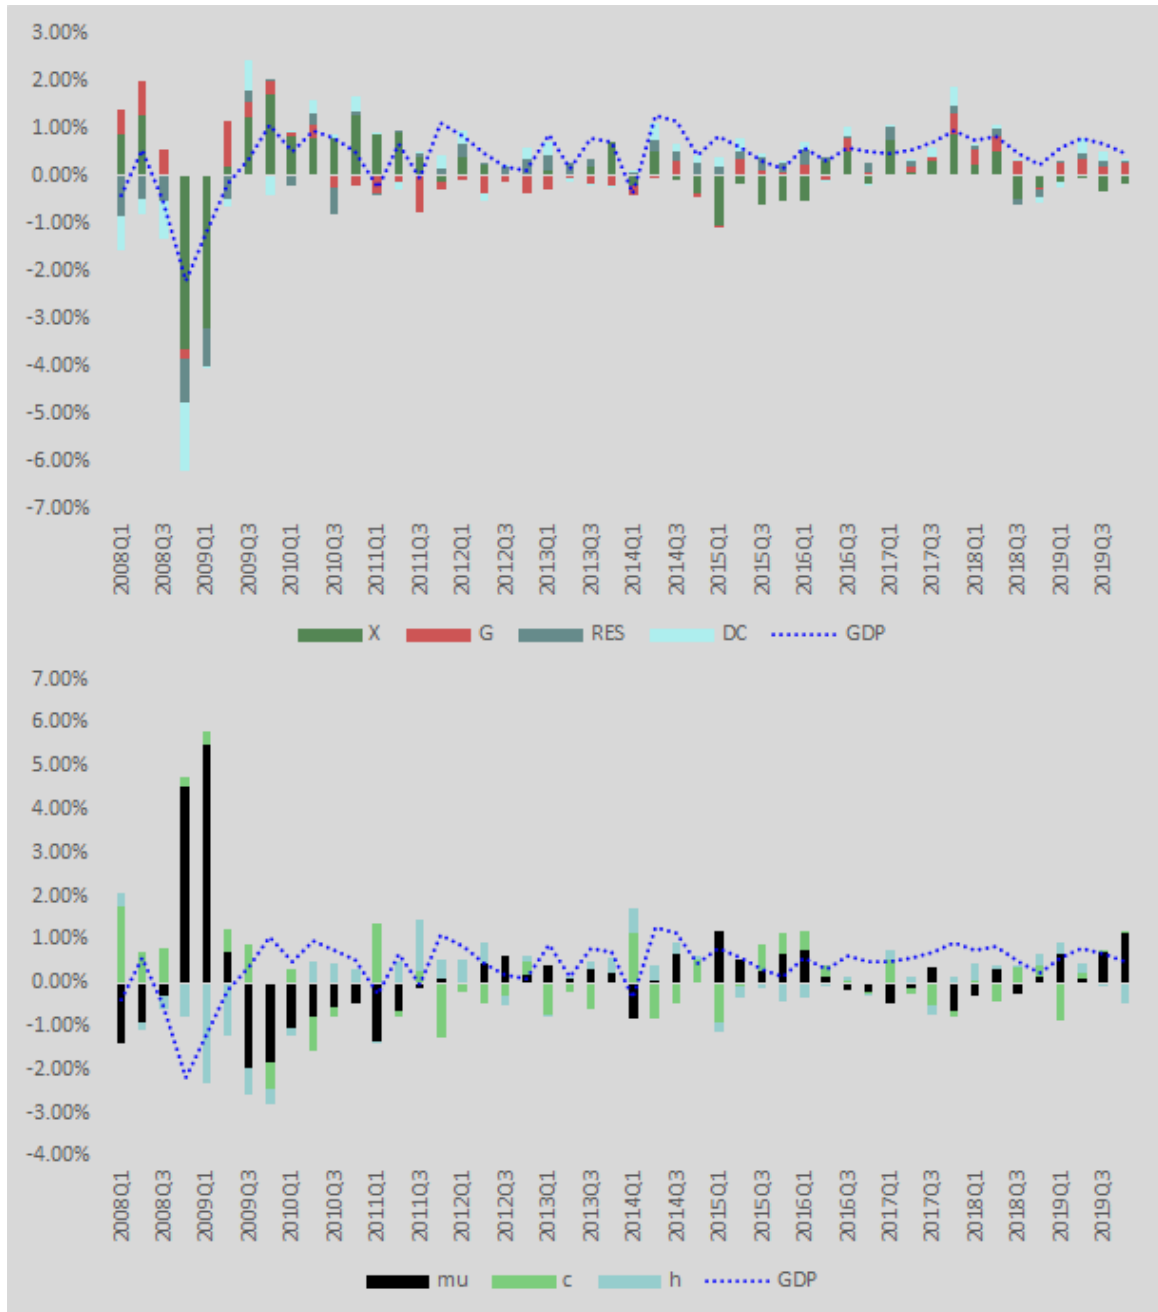 3.00%
2.00%
1.00%
0.00%
-1.00%
-2.00%
-3.00%
-4.00%
-5.00%
-6.00%
-7.00%
2008Q1
2008Q3
2009Q1
2009Q3
2010Q1
2010Q3
2011Q1
2011Q3
2012Q1
2012Q3
2013Q1
2013Q3
2014Q1
2014Q3
2015Q1
2015Q3
2016Q1
2016Q3
2017Q1
2017Q3
2018Q1
2018Q3
2019Q1
2019Q3
X G RES DC GDP
7.00%
6.00%
5.00%
4.00%
3.00%
2.00%
1.00%
0.00%
-1.00%
-2.00%
-3.00%
-4.00%
2008Q1
2008Q3
2009Q1
2009Q3
2010Q1
2010Q3
2011Q1
2011Q3
2012Q1
2012Q3
2013Q1
2013Q3
2014Q1
2014Q3
2015Q1
2015Q3
2016Q1
2016Q3
2017Q1
2017Q3
2018Q1
2018Q3
2019Q1
2019Q3
mu c h GDP